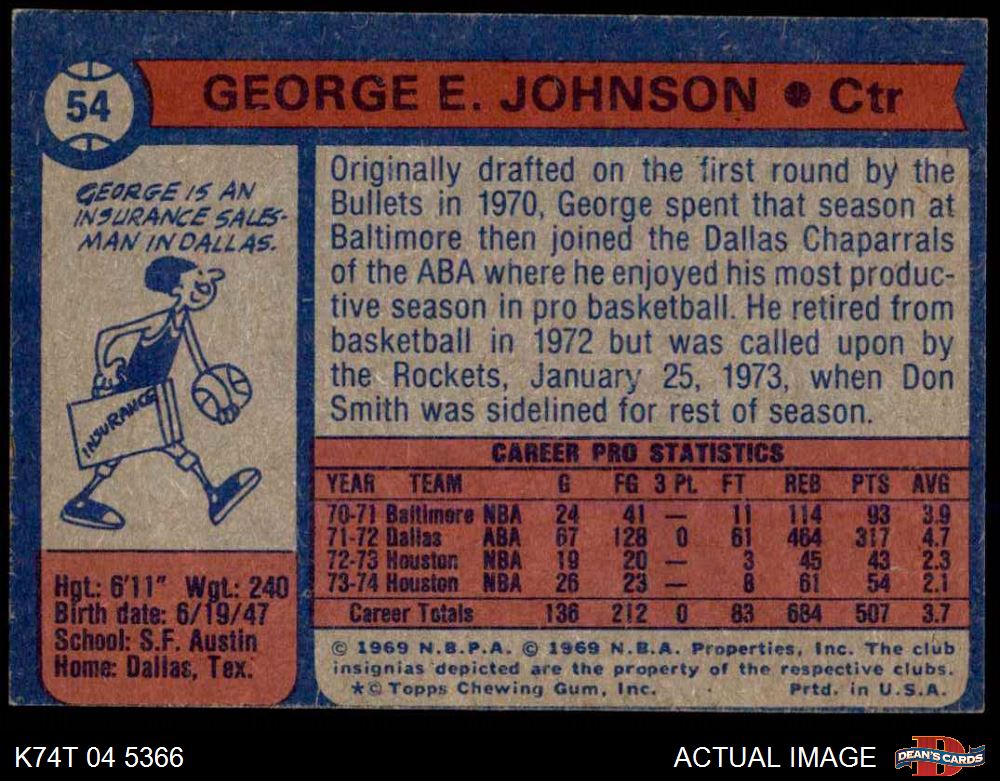 54
GEORGE E. JOHNSON • Ctr
GEORGE IS AN
INSURANCE SALES-
MAN IN DALLAS.
INSURANCE
Originally drafted on the first round by the
Bullets in 1970, George spent that season at
Baltimore then joined the Dallas Chaparrals
of the ABA where he enjoyed his most produc-
tive season in pro basketball. He retired from
basketball in 1972 but was called upon by
the Rockets, January 25, 1973, when Don
Smith was sidelined for rest of season.
CAREER PRO STATISTICS
YEAR TEAM G FG 3 Pt. FT REB PTS AVG
70-71 Baltimore NBA 24 41 — 11 114 93 3.9
71-72 Dallas ABA 67 128 0 61 464 317 4.7
72-73 Houston NBA 19 20 — 3 45 43 2.3
73-74 Houston NBA 26 23 — 8 61 54 2.1
Career Totals 136 212 0 83 684 507 3.7
Hgt: 6'11" Wgt: 240
Birth date: 6/19/47
School: S.F. Austin
Home: Dallas, Tex.
© 1969 N.B.P.A. © 1969 N.B.A. Properties, Inc. The club
insignias depicted are the property of the respective clubs.
*© Topps Chewing Gum, Inc. Prtd. in U.S.A.
K74T 04 5366
ACTUAL IMAGE
D
DEAN'S CARDS